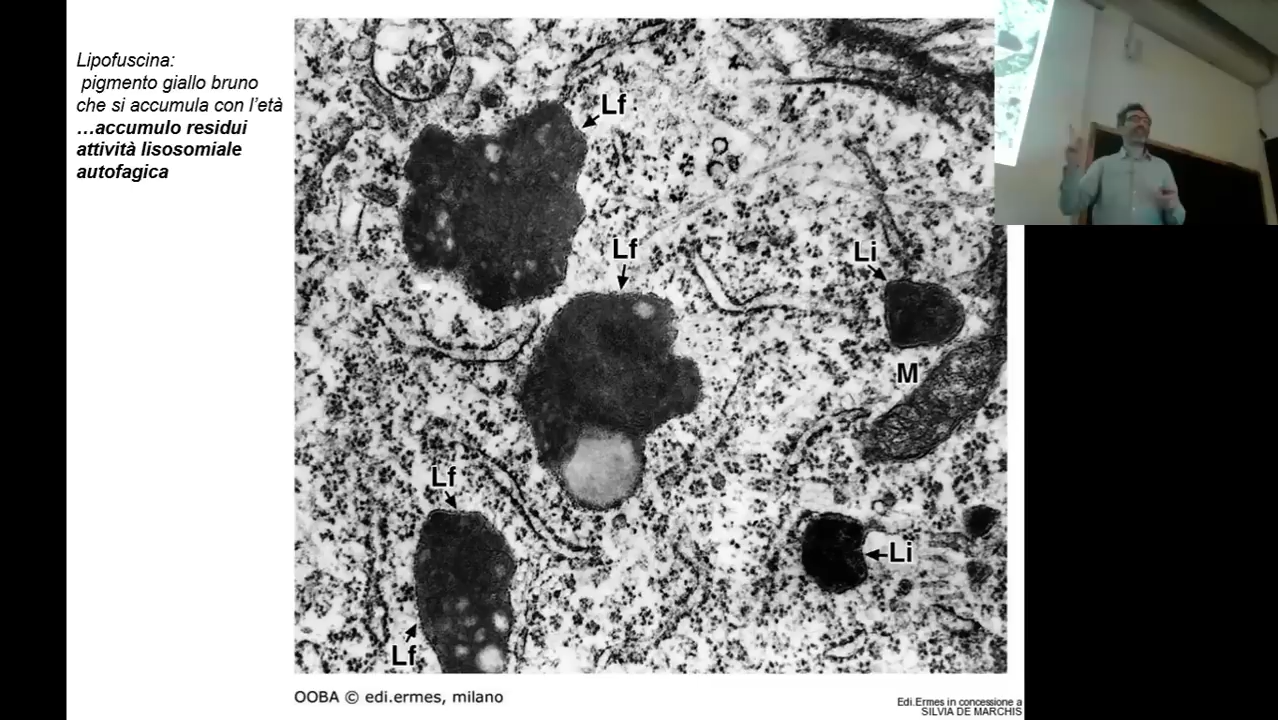 Lipofuscina:
pigmento giallo bruno
che si accumula con l'età
...accumulo residui
attività lisosomiale
autofagica
Lf
Lf
Li
M
Lf
Li
Lf
OOBA © edi.ermes, milano
Edi.Ermes in concessione a
SILVIA DE MARCHIS